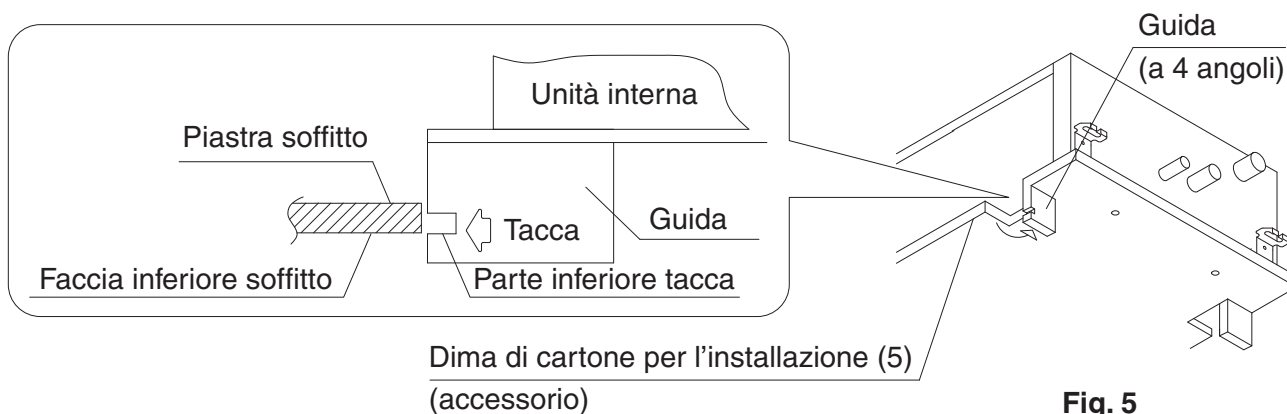 Guida
(a 4 angoli)
Unità interna
Piastra soffitto
Tacca
Guida
Faccia inferiore soffitto
Parte inferiore tacca
Dima di cartone per l'installazione (5)
(accessorio)
Fig. 5